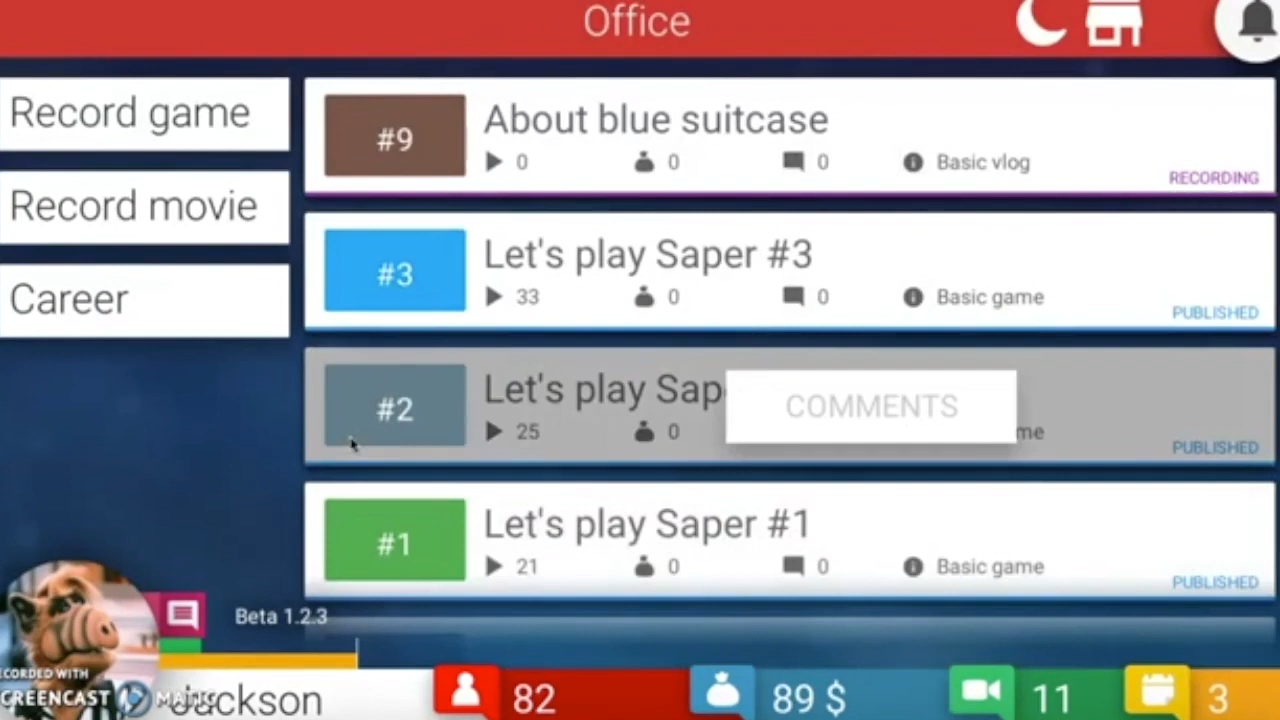 Office
Record game
Record movie
Career
#9
About blue suitcase
0
0
0
Basic vlog
RECORDING
#3
Let's play Saper #3
33
0
0
Basic game
PUBLISHED
#2
Let's play Sap
25
0
COMMENTS
me
PUBLISHED
#1
Let's play Saper #1
21
0
0
Basic game
PUBLISHED
Beta 1.2.3
ECORDED WITH
CREENCAST MATIC
Jackson
82
89 $
11
3